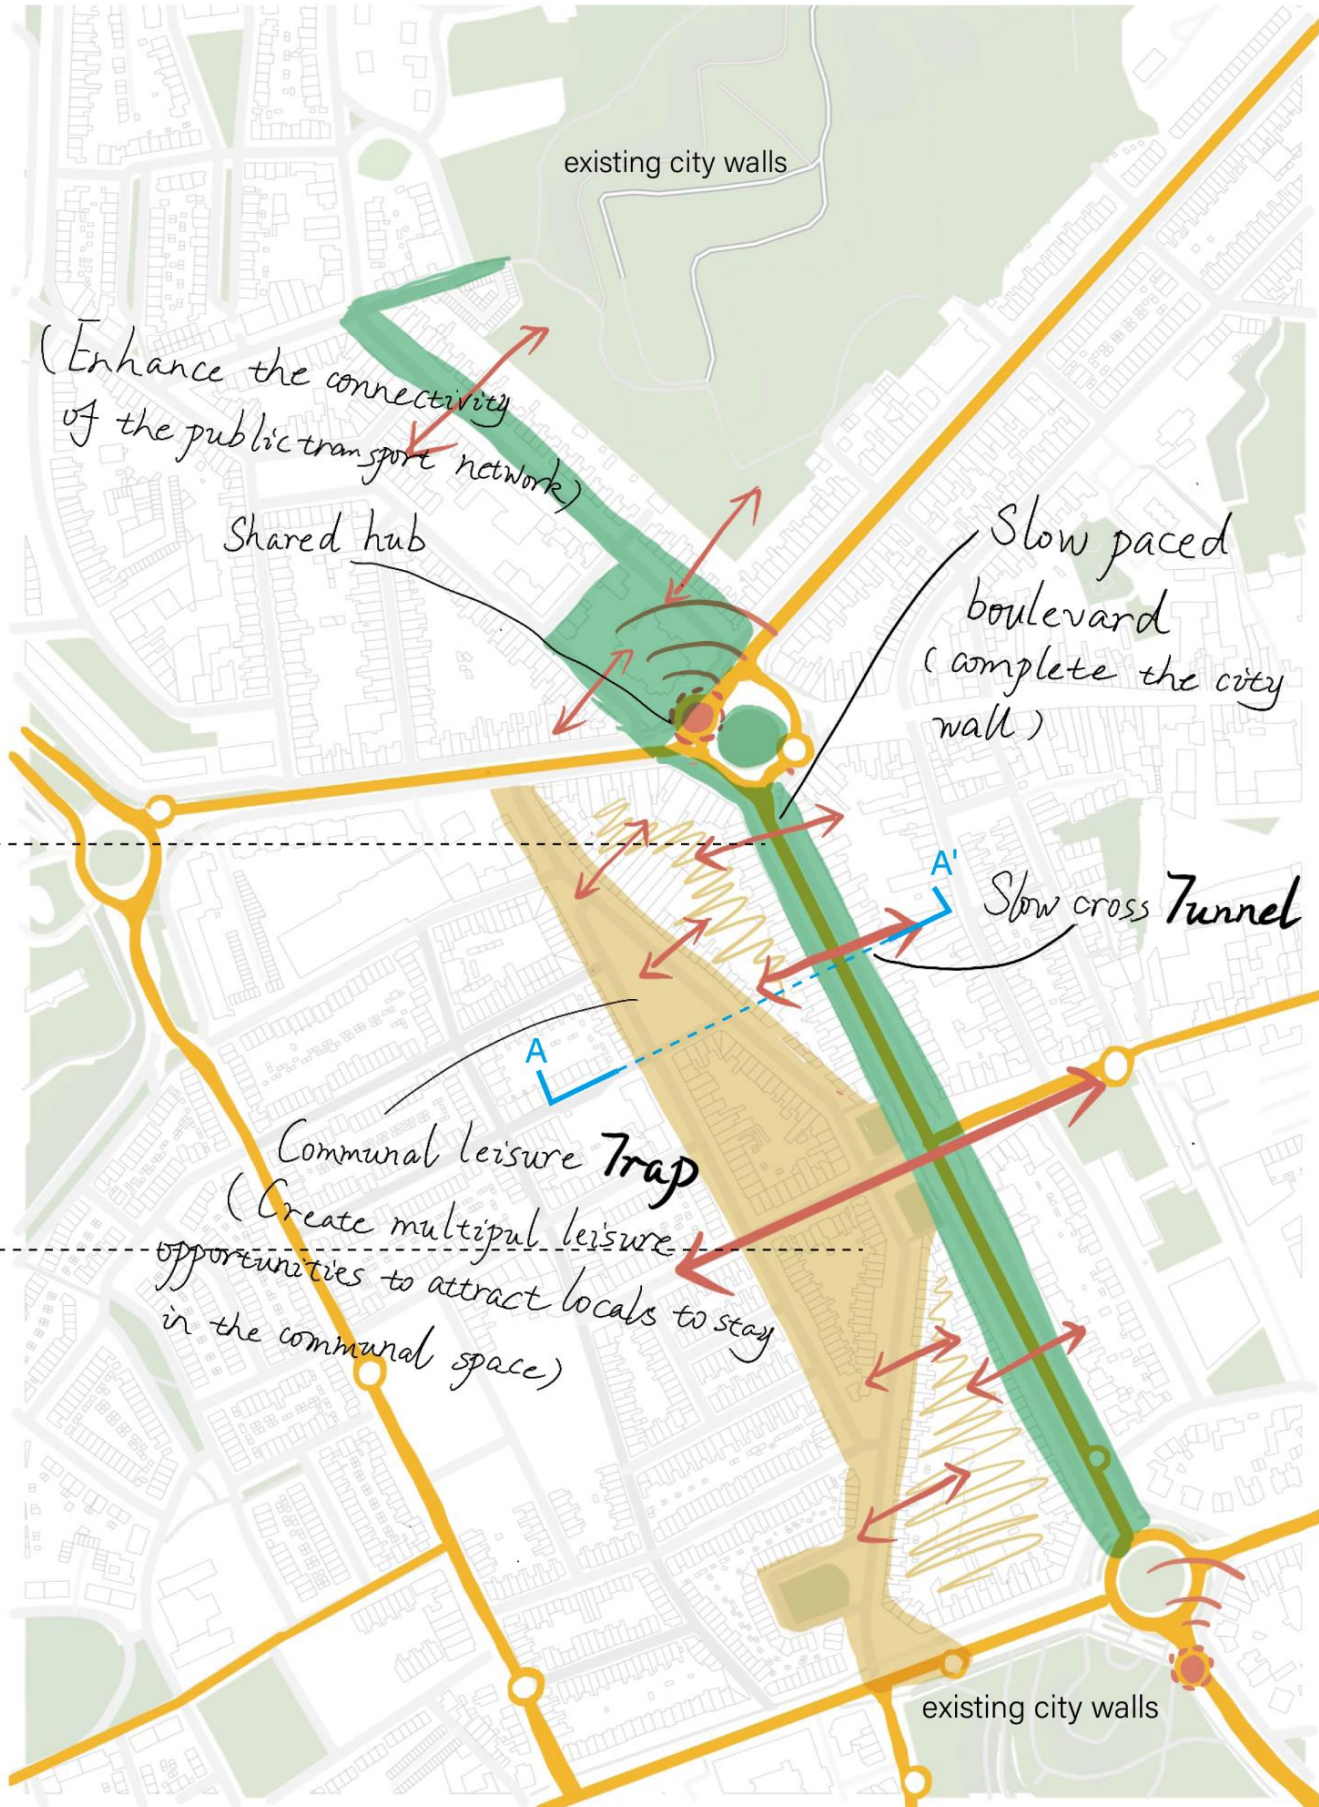 existing city walls
(Enhance the connectivity
of the public transport network)
Shared hub
Slow paced
boulevard
(complete the city
wall)
A'
Slow cross Tunnel
A
Communal leisure Trap
(Create multipul leisure
opportunities to attract locals to stay
in the communal space)
existing city walls